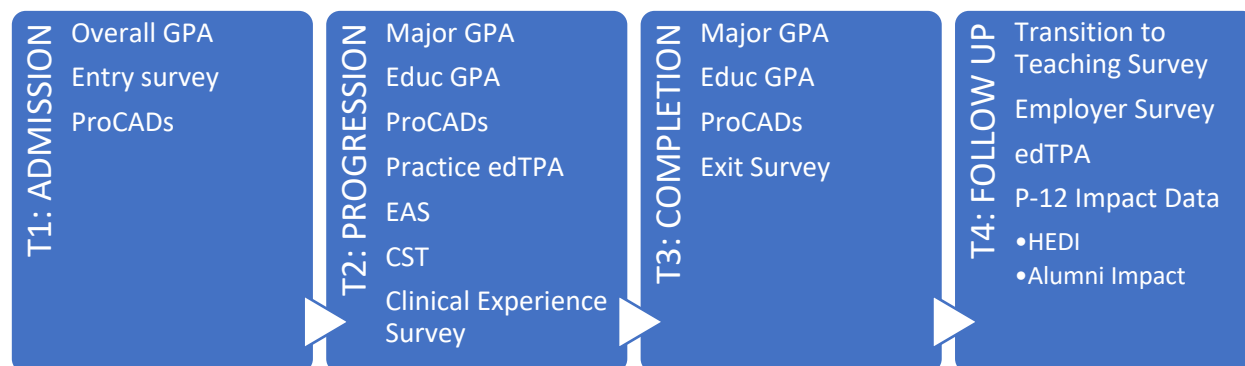 T1: ADMISSION
Overall GPA
Entry survey
ProCADs
T2: PROGRESSION
Major GPA
Educ GPA
ProCADs
Practice edTPA
EAS
CST
Clinical Experience
Survey
T3: COMPLETION
Major GPA
Educ GPA
ProCADs
Exit Survey
T4: FOLLOW UP
Transition to
Teaching Survey
Employer Survey
edTPA
P-12 Impact Data
•HEDI
•Alumni Impact